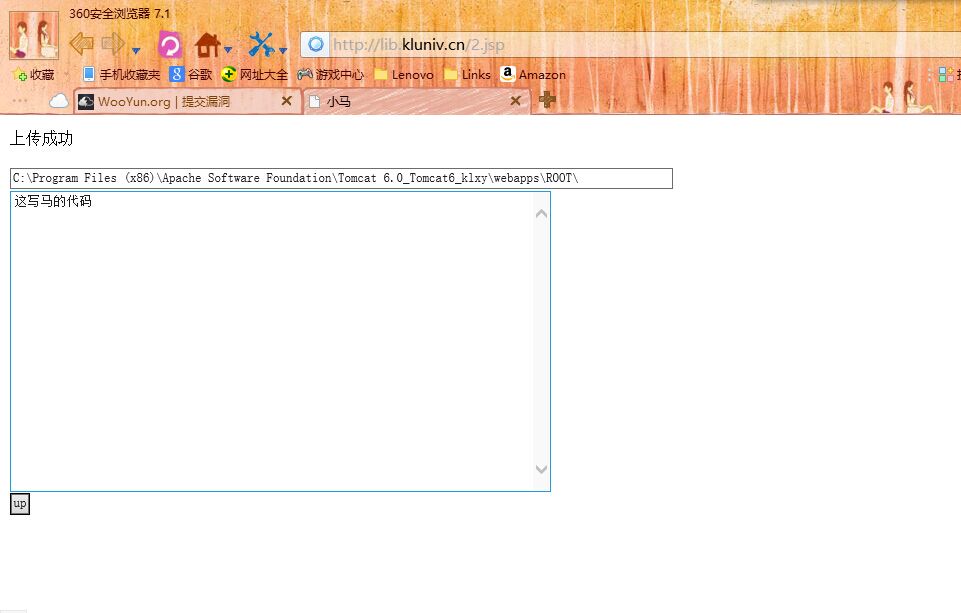 360安全浏览器 7.1
http://lib.kluniv.cn/2.jsp
收藏 手机收藏夹 谷歌 网址大全 游戏中心 Lenovo Links Amazon
WooYun.org | 提交漏洞 小马
上传成功
C:\Program Files (x86)\Apache Software Foundation\Tomcat 6.0_Tomcat6_klxy\webapps\ROOT\
这写马的代码
up